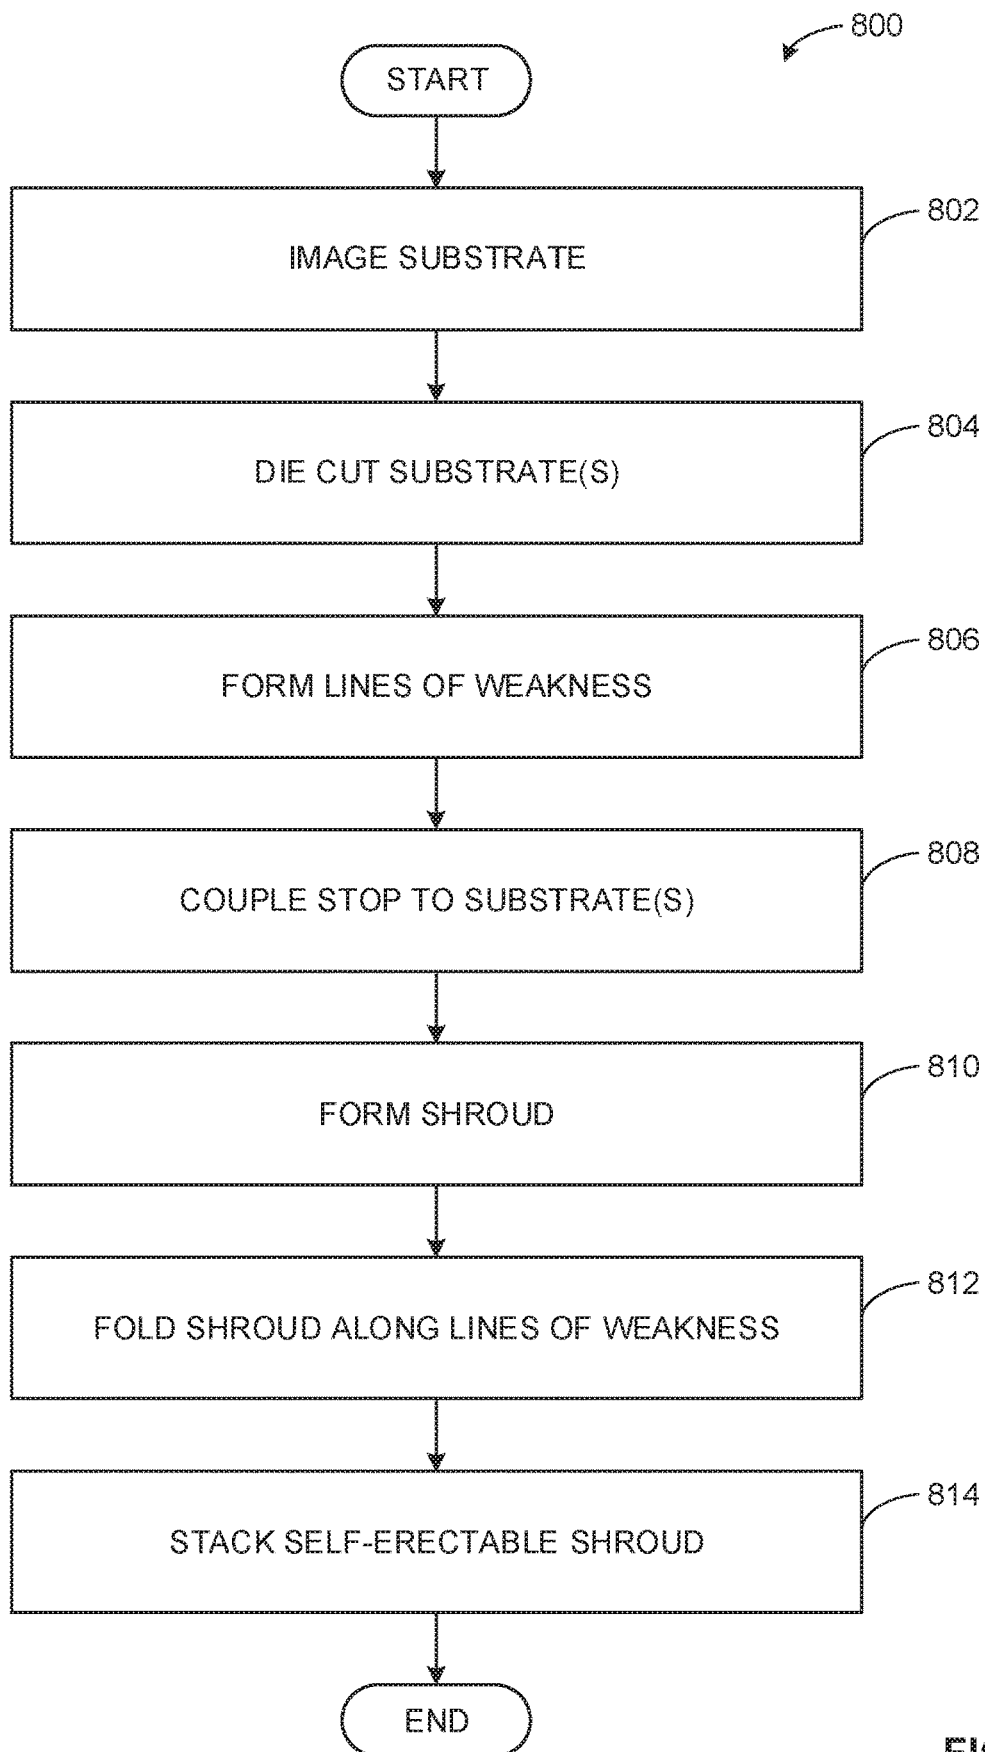 800
START
802
IMAGE SUBSTRATE
804
DIE CUT SUBSTRATE(S)
806
FORM LINES OF WEAKNESS
808
COUPLE STOP TO SUBSTRATE(S)
810
FORM SHROUD
812
FOLD SHROUD ALONG LINES OF WEAKNESS
814
STACK SELF-ERECTABLE SHROUD
END